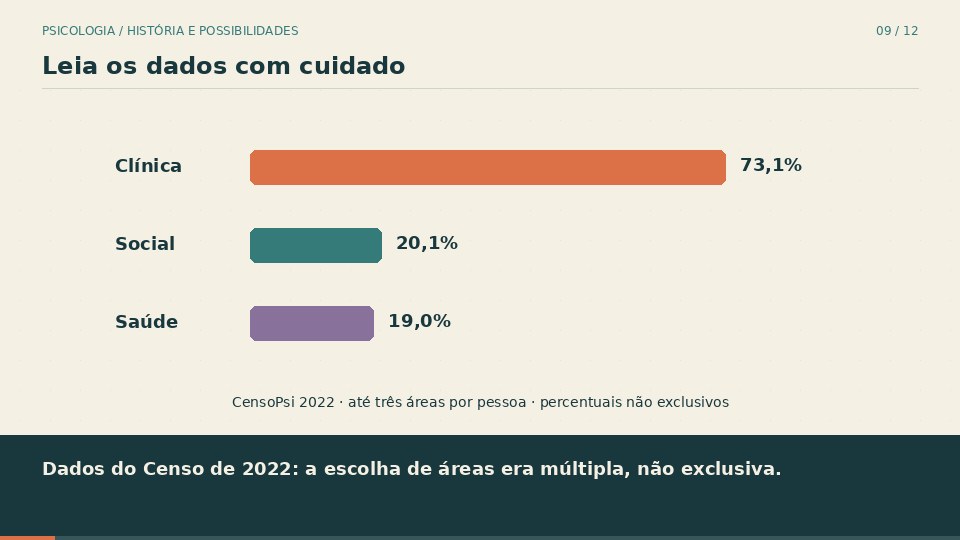 PSICOLOGIA / HISTÓRIA E POSSIBILIDADES
09 / 12
Leia os dados com cuidado
Clínica
73,1%
Social
20,1%
Saúde
19,0%
CensoPsi 2022 · até três áreas por pessoa · percentuais não exclusivos
Dados do Censo de 2022: a escolha de áreas era múltipla, não exclusiva.